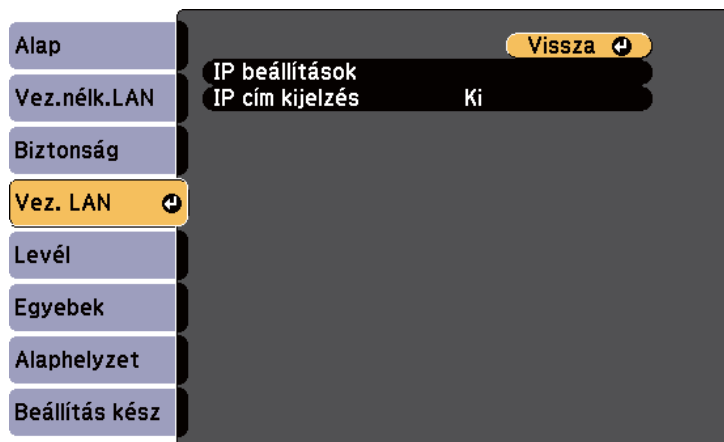 Alap
Vez.nélk.LAN
Biztonság
Vez. LAN
Levél
Egyebek
Alaphelyzet
Beállítás kész
Vissza
IP beállítások
IP cím kijelzés Ki